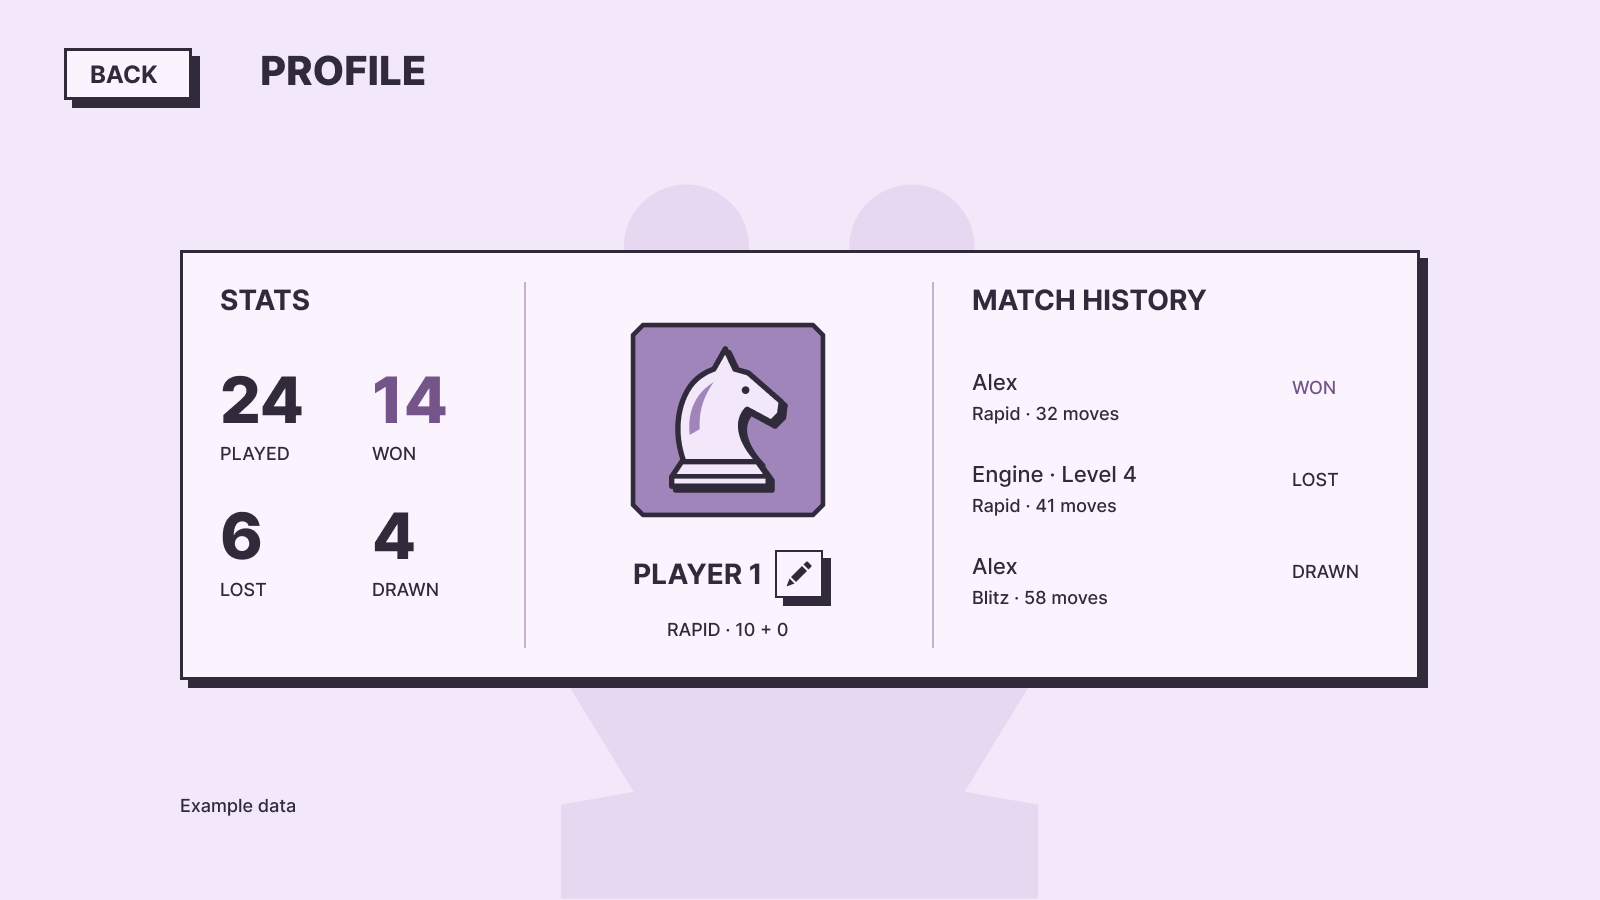 BACK
PROFILE
STATS
24
PLAYED
14
WON
6
LOST
4
DRAWN
PLAYER 1
RAPID · 10 + 0
MATCH HISTORY
Alex
Rapid · 32 moves
WON
Engine · Level 4
Rapid · 41 moves
LOST
Alex
Blitz · 58 moves
DRAWN
Example data